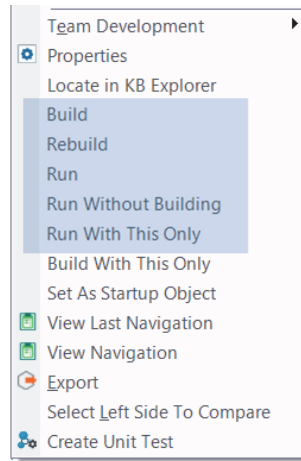 Team Development
Properties
Locate in KB Explorer
Build
Rebuild
Run
Run Without Building
Run With This Only
Build With This Only
Set As Startup Object
View Last Navigation
View Navigation
Export
Select Left Side To Compare
Create Unit Test